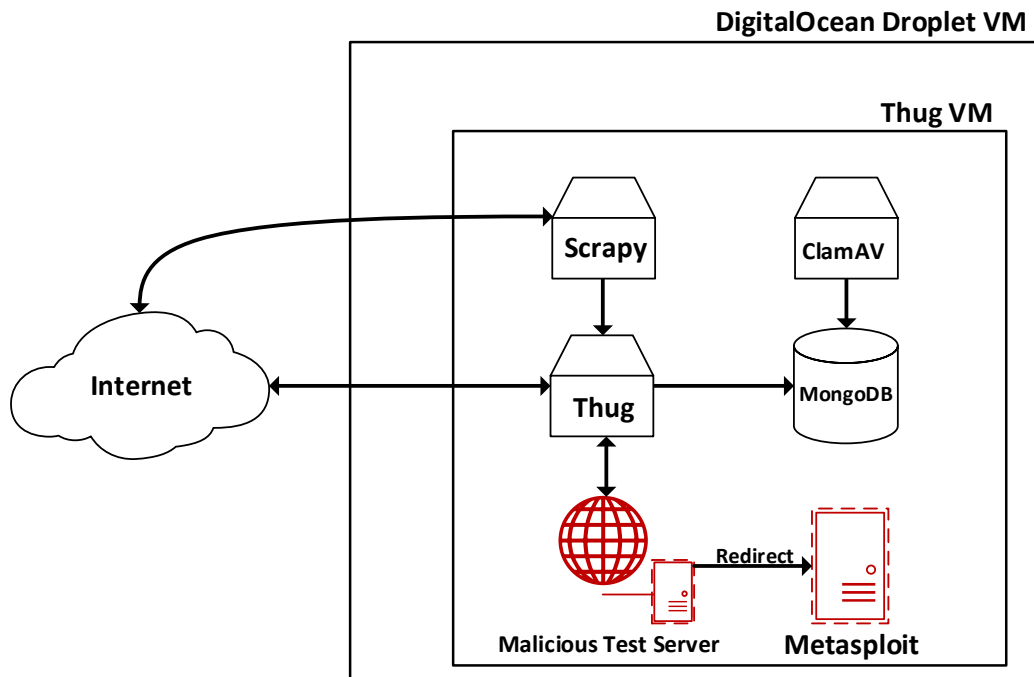 DigitalOcean Droplet VM
Thug VM
Scrapy
ClamAV
Internet
Thug
MongoDB
Redirect
Malicious Test Server
Metasploit